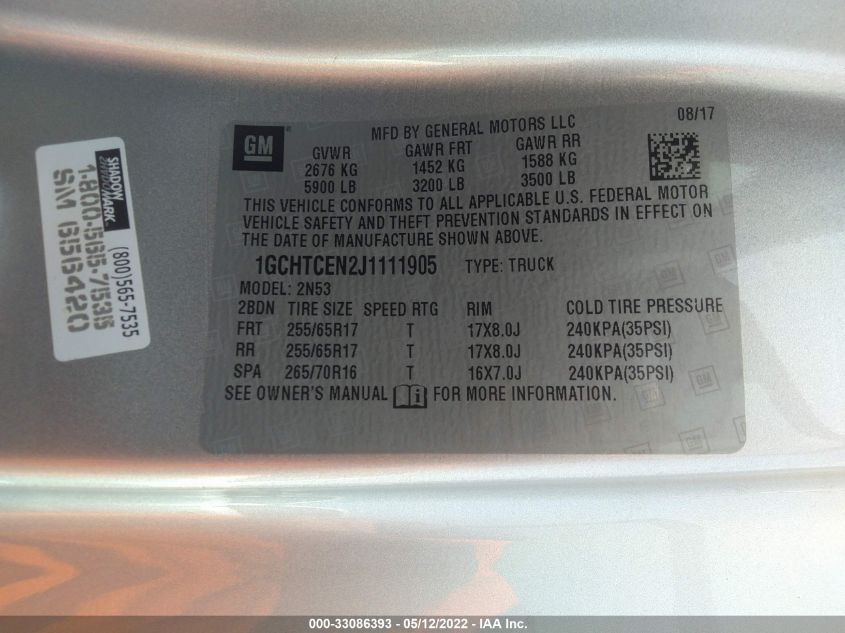 GM
MFD BY GENERAL MOTORS LLC
08/17
GVWR GAWR FRT GAWR RR
2676 KG 1452 KG 1588 KG
5900 LB 3200 LB 3500 LB
THIS VEHICLE CONFORMS TO ALL APPLICABLE U.S. FEDERAL MOTOR
VEHICLE SAFETY AND THEFT PREVENTION STANDARDS IN EFFECT ON
THE DATE OF MANUFACTURE SHOWN ABOVE.
1GCHTCEN2J1111905 TYPE: TRUCK
MODEL: 2N53
2BDN TIRE SIZE SPEED RTG RIM COLD TIRE PRESSURE
FRT 255/65R17 T 17X8.0J 240KPA(35PSI)
RR 255/65R17 T 17X8.0J 240KPA(35PSI)
SPA 265/70R16 T 16X7.0J 240KPA(35PSI)
SEE OWNER'S MANUAL FOR MORE INFORMATION.
SHADOW
MARK
(800)565-7535
1-800-565-7535
SM 656420
000-33086393 - 05/12/2022 - IAA Inc.